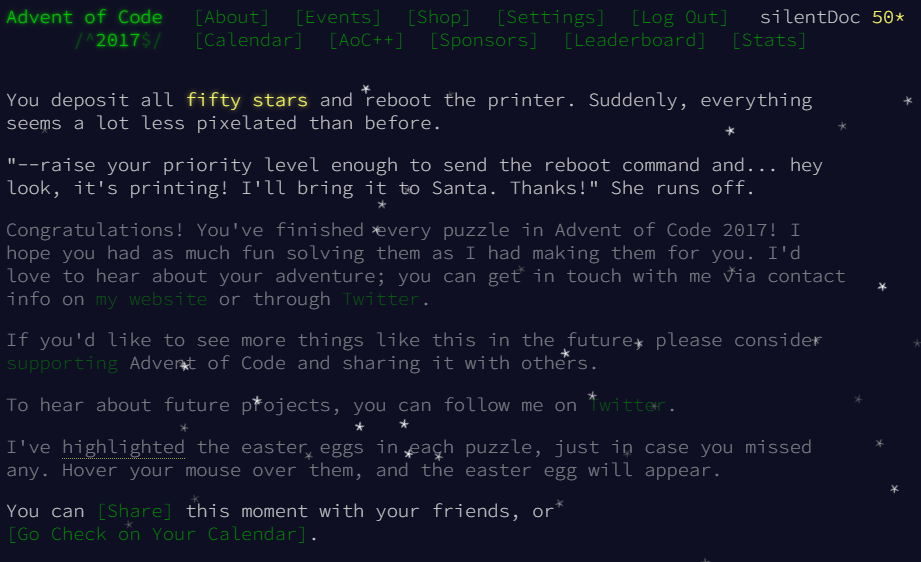 Advent of Code [About] [Events] [Shop] [Settings] [Log Out] silentDoc 50*
/^2017$/ [Calendar] [AoC++] [Sponsors] [Leaderboard] [Stats]
You deposit all fifty stars and reboot the printer. Suddenly, everything
seems a lot less pixelated than before.
"--raise your priority level enough to send the reboot command and... hey
look, it's printing! I'll bring it to Santa. Thanks!" She runs off.
Congratulations! You've finished every puzzle in Advent of Code 2017! I
hope you had as much fun solving them as I had making them for you. I'd
love to hear about your adventure; you can get in touch with me via contact
info on my website or through Twitter.
If you'd like to see more things like this in the future, please consider
supporting Advent of Code and sharing it with others.
To hear about future projects, you can follow me on Twitter.
I've highlighted the easter eggs in each puzzle, just in case you missed
any. Hover your mouse over them, and the easter egg will appear.
You can [Share] this moment with your friends, or
[Go Check on Your Calendar].